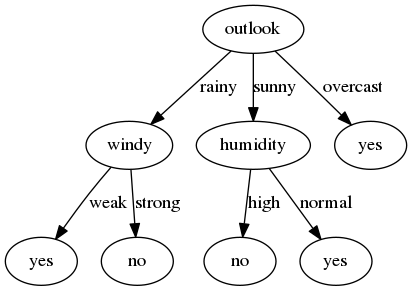 outlook
rainy sunny overcast
windy humidity yes
weak strong high normal
yes no no yes